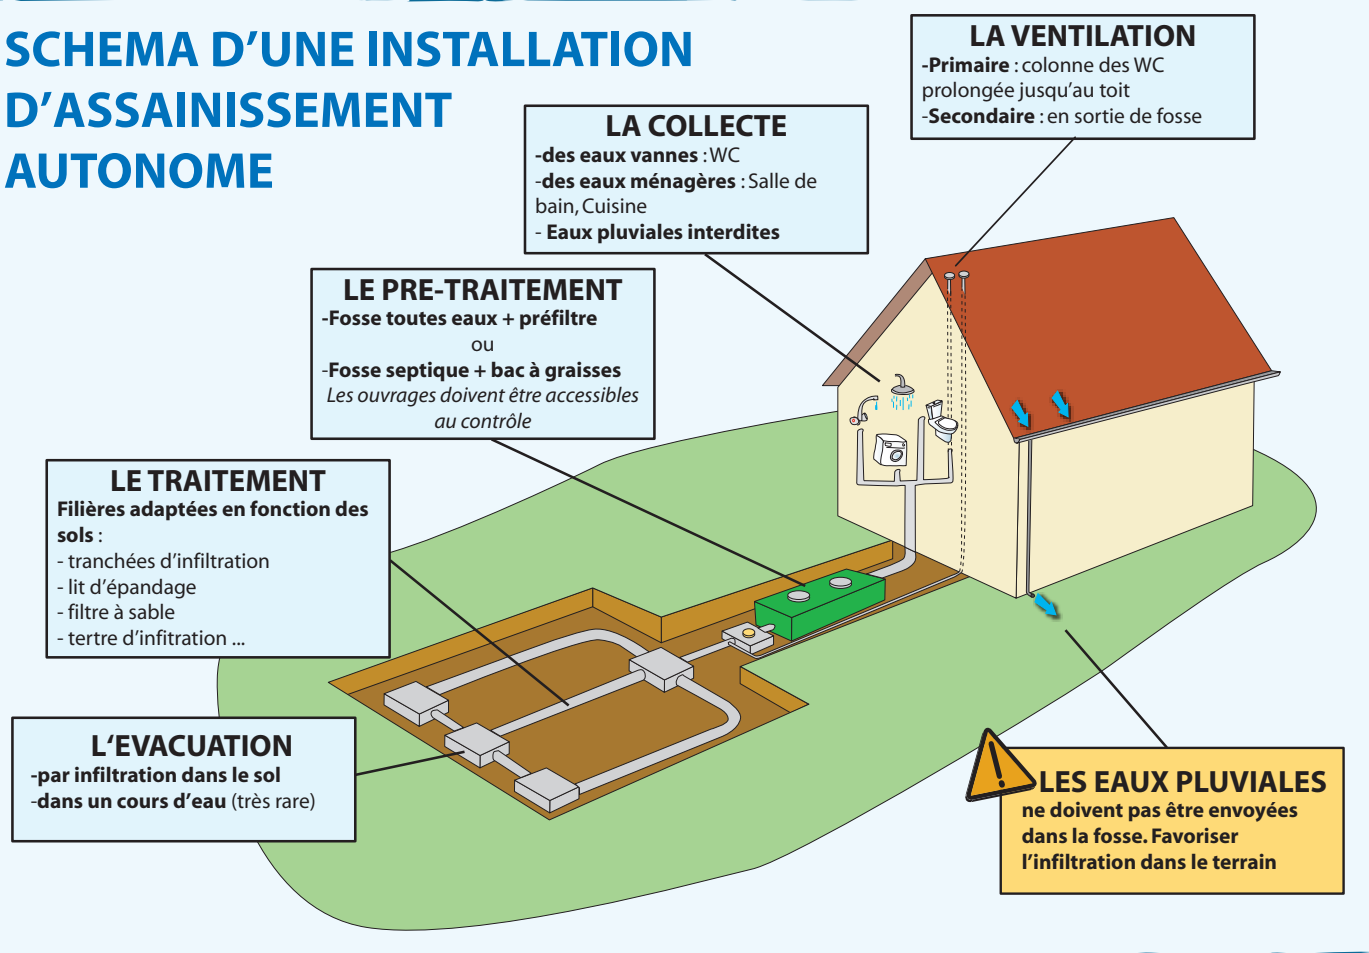 SCHEMA D'UNE INSTALLATION
D'ASSAINISSEMENT
AUTONOME
LA VENTILATION
-Primaire : colonne des WC
prolongée jusqu'au toit
-Secondaire : en sortie de fosse
LA COLLECTE
-des eaux vannes : WC
-des eaux ménagères : Salle de
bain, Cuisine
- Eaux pluviales interdites
LE PRE-TRAITEMENT
-Fosse toutes eaux + préfiltre
ou
-Fosse septique + bac à graisses
Les ouvrages doivent être accessibles
au contrôle
LE TRAITEMENT
Filières adaptées en fonction des
sols :
- tranchées d'infiltration
- lit d'épandage
- filtre à sable
- tertre d'infitration ...
L'EVACUATION
-par infiltration dans le sol
-dans un cours d'eau (très rare)
LES EAUX PLUVIALES
ne doivent pas être envoyées
dans la fosse. Favoriser
l'infiltration dans le terrain